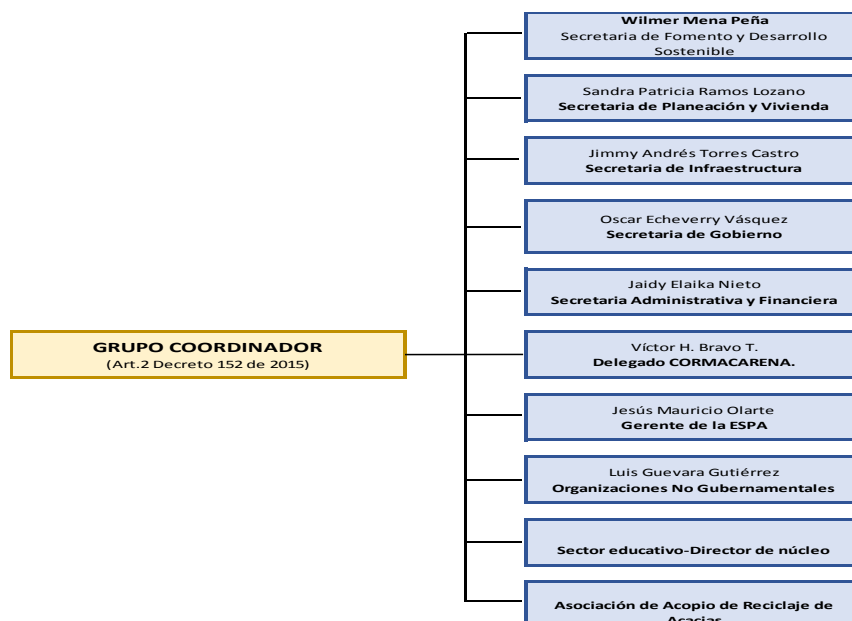 Wilmer Mena Peña
Secretaria de Fomento y Desarrollo
Sostenible
Sandra Patricia Ramos Lozano
Secretaria de Planeación y Vivienda
Jimmy Andrés Torres Castro
Secretaria de Infraestructura
Oscar Echeverry Vásquez
Secretaria de Gobierno
Jaidy Elaika Nieto
Secretaria Administrativa y Financiera
GRUPO COORDINADOR
(Art.2 Decreto 152 de 2015)
Víctor H. Bravo T.
Delegado CORMACARENA.
Jesús Mauricio Olarte
Gerente de la ESPA
Luis Guevara Gutiérrez
Organizaciones No Gubernamentales
Sector educativo-Director de núcleo
Asociación de Acopio de Reciclaje de
Acacias